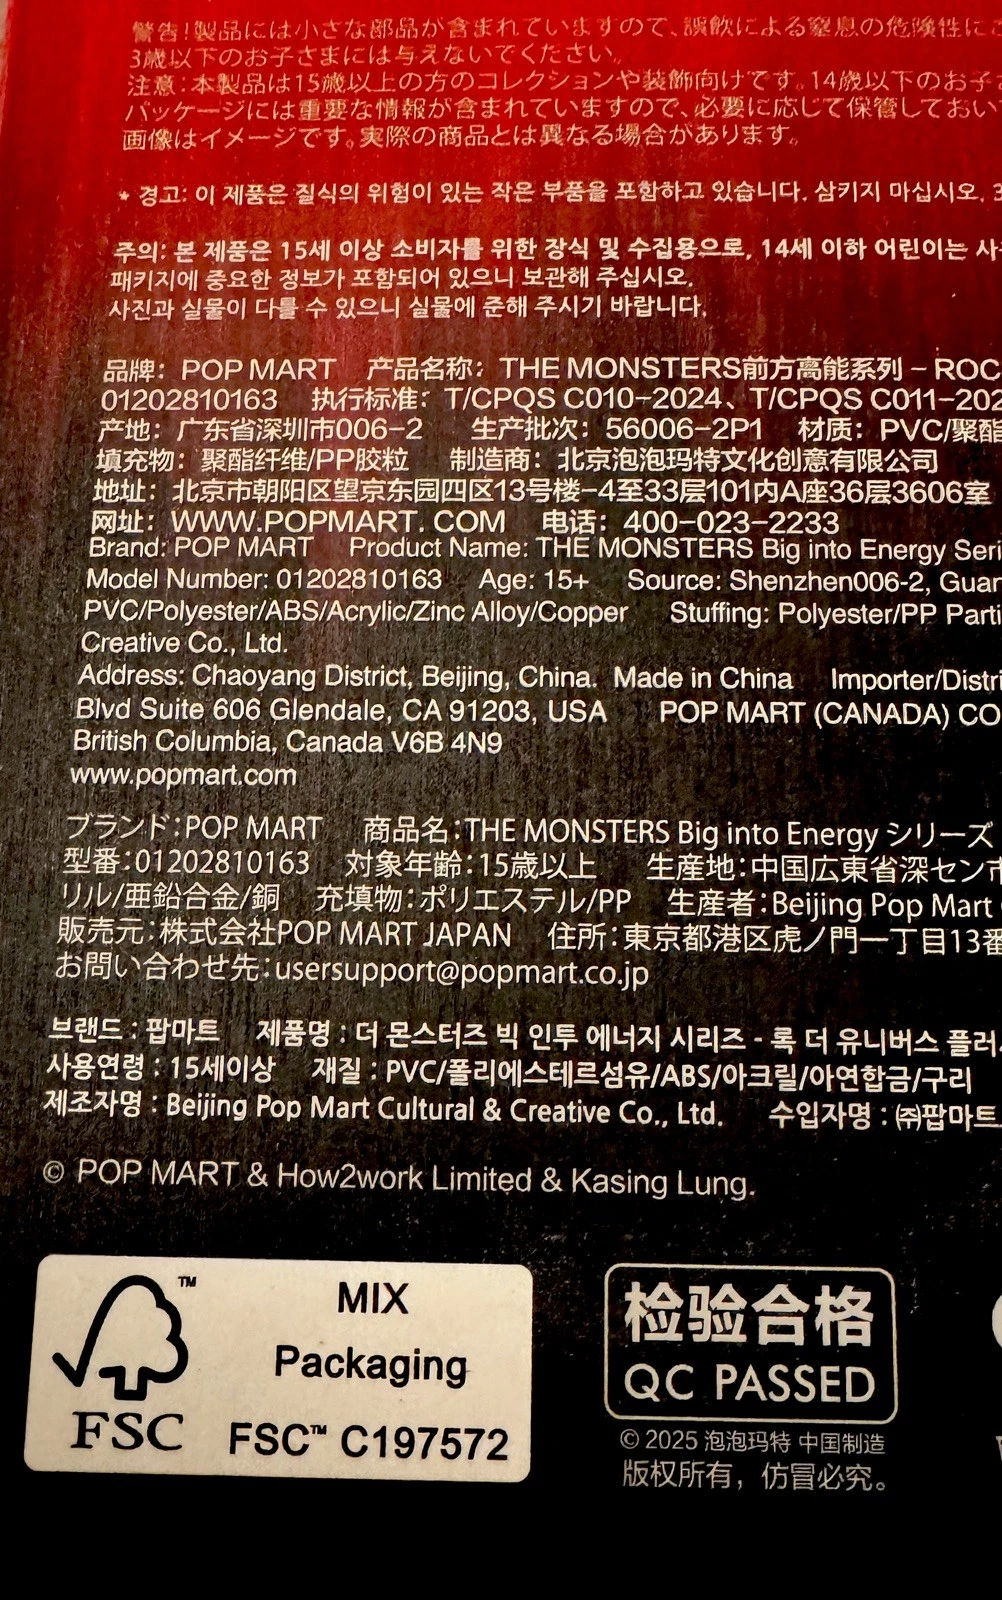 警告!製品には小さな部品が含まれていますので、誤飲による窒息の危険性に
3歳以下のお子さまには与えないでください。
注意:本製品は15歳以上の方のコレクションや装飾向けです。14歳以下のお子
パッケージには重要な情報が含まれていますので、必要に応じて保管しておい
画像はイメージです。実際の商品とは異なる場合があります。
* 경고: 이 제품은 질식의 위험이 있는 작은 부품을 포함하고 있습니다. 삼키지 마십시오. 3
주의: 본 제품은 15세 이상 소비자를 위한 장식 및 수집용으로, 14세 이하 어린이는 사
패키지에 중요한 정보가 포함되어 있으니 보관해 주십시오.
사진과 실물이 다를 수 있으니 실물에 준해 주시기 바랍니다.
品牌: POP MART 产品名称: THE MONSTERS前方高能系列 – ROC
01202810163 执行标准: T/CPQS C010-2024、T/CPQS C011-202
产地: 广东省深圳市006-2 生产批次: 56006-2P1 材质: PVC/聚酯
填充物: 聚酯纤维/PP胶粒 制造商: 北京泡泡玛特文化创意有限公司
地址: 北京市朝阳区望京东园四区13号楼-4至33层101内A座36层3606室
网址: WWW.POPMART. COM 电话: 400-023-2233
Brand: POP MART Product Name: THE MONSTERS Big into Energy Seri
Model Number: 01202810163 Age: 15+ Source: Shenzhen006-2, Guan
PVC/Polyester/ABS/Acrylic/Zinc Alloy/Copper Stuffing: Polyester/PP Parti
Creative Co., Ltd.
Address: Chaoyang District, Beijing, China. Made in China Importer/Distri
Blvd Suite 606 Glendale, CA 91203, USA POP MART (CANADA) CO
British Columbia, Canada V6B 4N9
www.popmart.com
ブランド:POP MART 商品名:THE MONSTERS Big into Energy シリーズ
型番:01202810163 対象年齢:15歳以上 生産地:中国広東省深セン市
リル/亜鉛合金/銅 充填物:ポリエステル/PP 生産者:Beijing Pop Mart
販売元:株式会社POP MART JAPAN 住所:東京都港区虎ノ門一丁目13番
お問い合わせ先:usersupport@popmart.co.jp
브랜드 : 팝마트 제품명 : 더 몬스터즈 빅 인투 에너지 시리즈 - 록 더 유니버스 플러
사용연령 : 15세이상 재질 : PVC/폴리에스테르섬유/ABS/아크릴/아연합금/구리
제조자명 : Beijing Pop Mart Cultural & Creative Co., Ltd. 수입자명 : ㈜팝마트
© POP MART & How2work Limited & Kasing Lung.
TM
FSC
MIX
Packaging
FSC™ C197572
检验合格
QC PASSED
© 2025 泡泡玛特 中国制造
版权所有，仿冒必究。